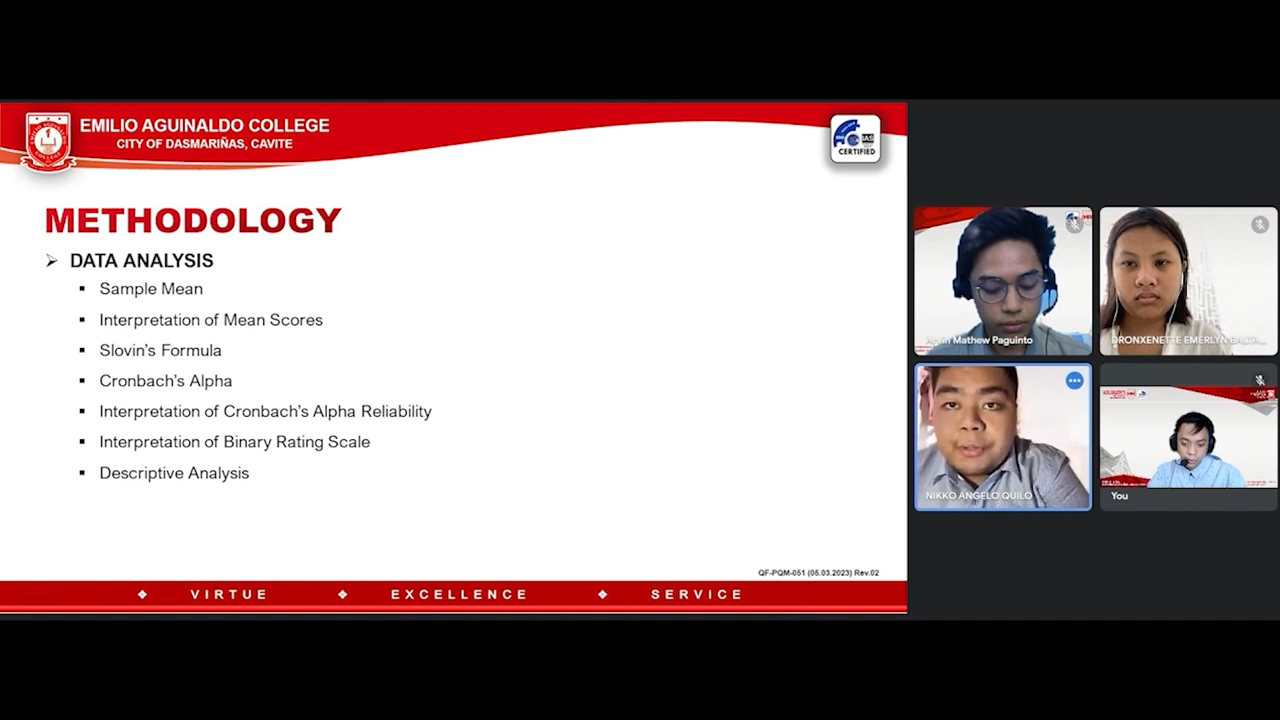 EMILIO AGUINALDO COLLEGE
CITY OF DASMARIÑAS, CAVITE
CERTIFIED
METHODOLOGY
➢ DATA ANALYSIS
▪ Sample Mean
▪ Interpretation of Mean Scores
▪ Slovin's Formula
▪ Cronbach's Alpha
▪ Interpretation of Cronbach's Alpha Reliability
▪ Interpretation of Binary Rating Scale
▪ Descriptive Analysis
QF-PQM-051 (05.03.2023) Rev.02
❖ VIRTUE ❖ EXCELLENCE ❖ SERVICE
Mathew Paguinto
DRONXENETTE EMERLYN
NIKKO ANGELO QUILO
You